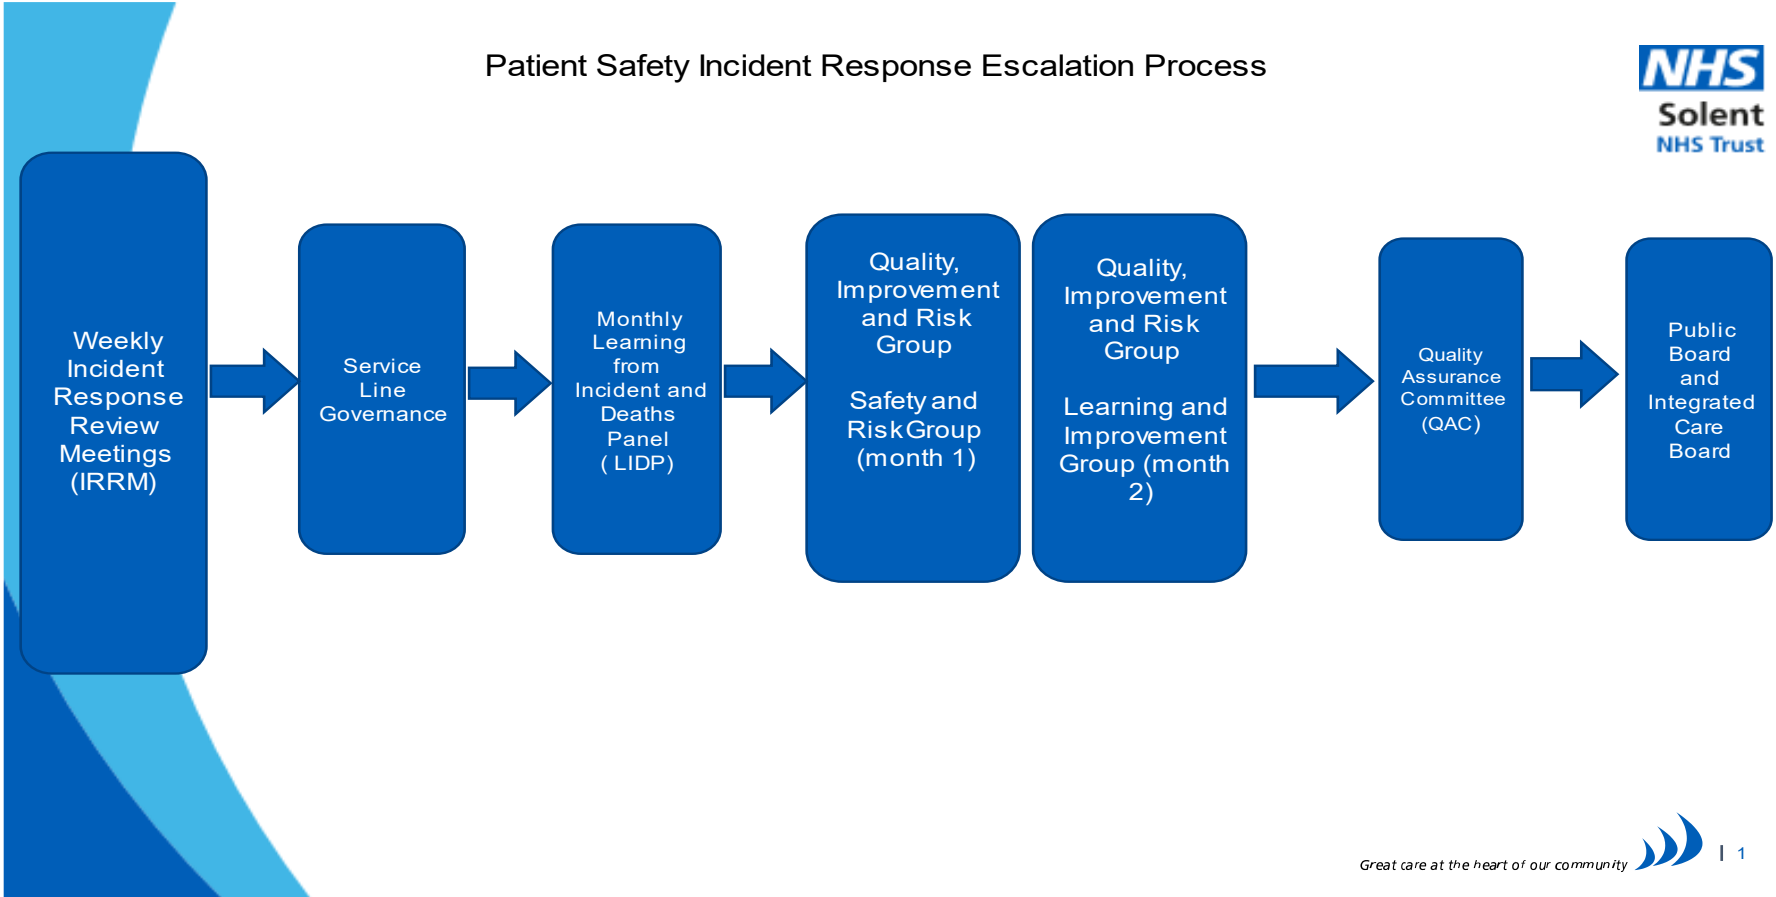 Patient Safety Incident Response Escalation Process
NHS
Solent
NHS Trust
Weekly
Incident
Response
Review
Meetings
(IRRM)
Service
Line
Governance
Monthly
Learning
from
Incident and
Deaths
Panel
( LIDP)
Quality,
Improvement
and Risk
Group
Safety and
Risk Group
(month 1)
Quality,
Improvement
and Risk
Group
Learning and
Improvement
Group (month
2)
Quality
Assurance
Committee
(QAC)
Public
Board
and
Integrated
Care
Board
Great care at the heart of our community
| 1